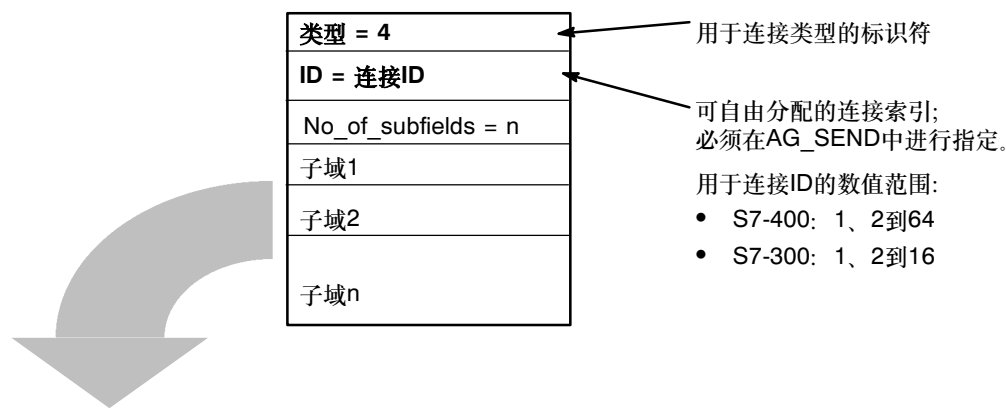 类型 = 4
ID = 连接ID
No_of_subfields = n
子域1
子域2
子域n
用于连接类型的标识符
可自由分配的连接索引;
必须在AG_SEND中进行指定。
用于连接ID的数值范围:
• S7-400: 1、2到64
• S7-300: 1、2到16